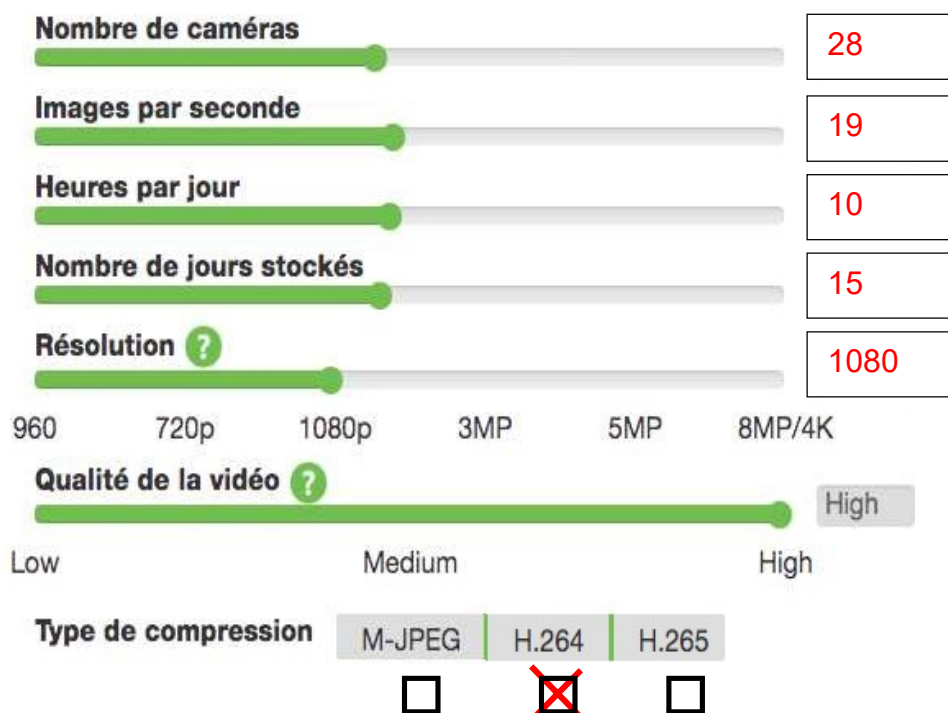 Nombre de caméras
28
Images par seconde
19
Heures par jour
10
Nombre de jours stockés
15
Résolution ?
1080
960 720p 1080p 3MP 5MP 8MP/4K
Qualité de la vidéo ?
High
Low Medium High
Type de compression M-JPEG H.264 H.265